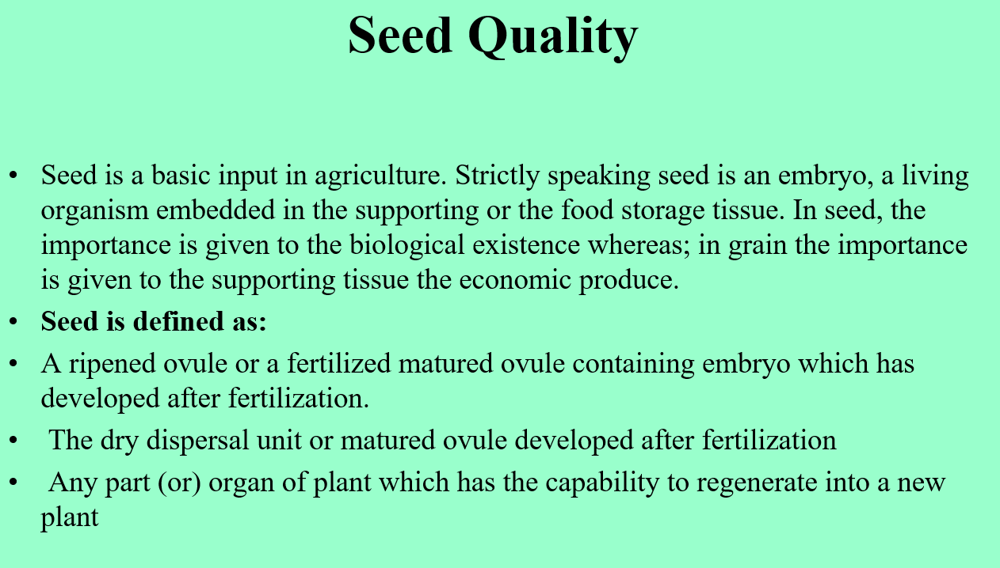 Seed Quality
• Seed is a basic input in agriculture. Strictly speaking seed is an embryo, a living
organism embedded in the supporting or the food storage tissue. In seed, the
importance is given to the biological existence whereas; in grain the importance
is given to the supporting tissue the economic produce.
• Seed is defined as:
• A ripened ovule or a fertilized matured ovule containing embryo which has
developed after fertilization.
• The dry dispersal unit or matured ovule developed after fertilization
• Any part (or) organ of plant which has the capability to regenerate into a new
plant